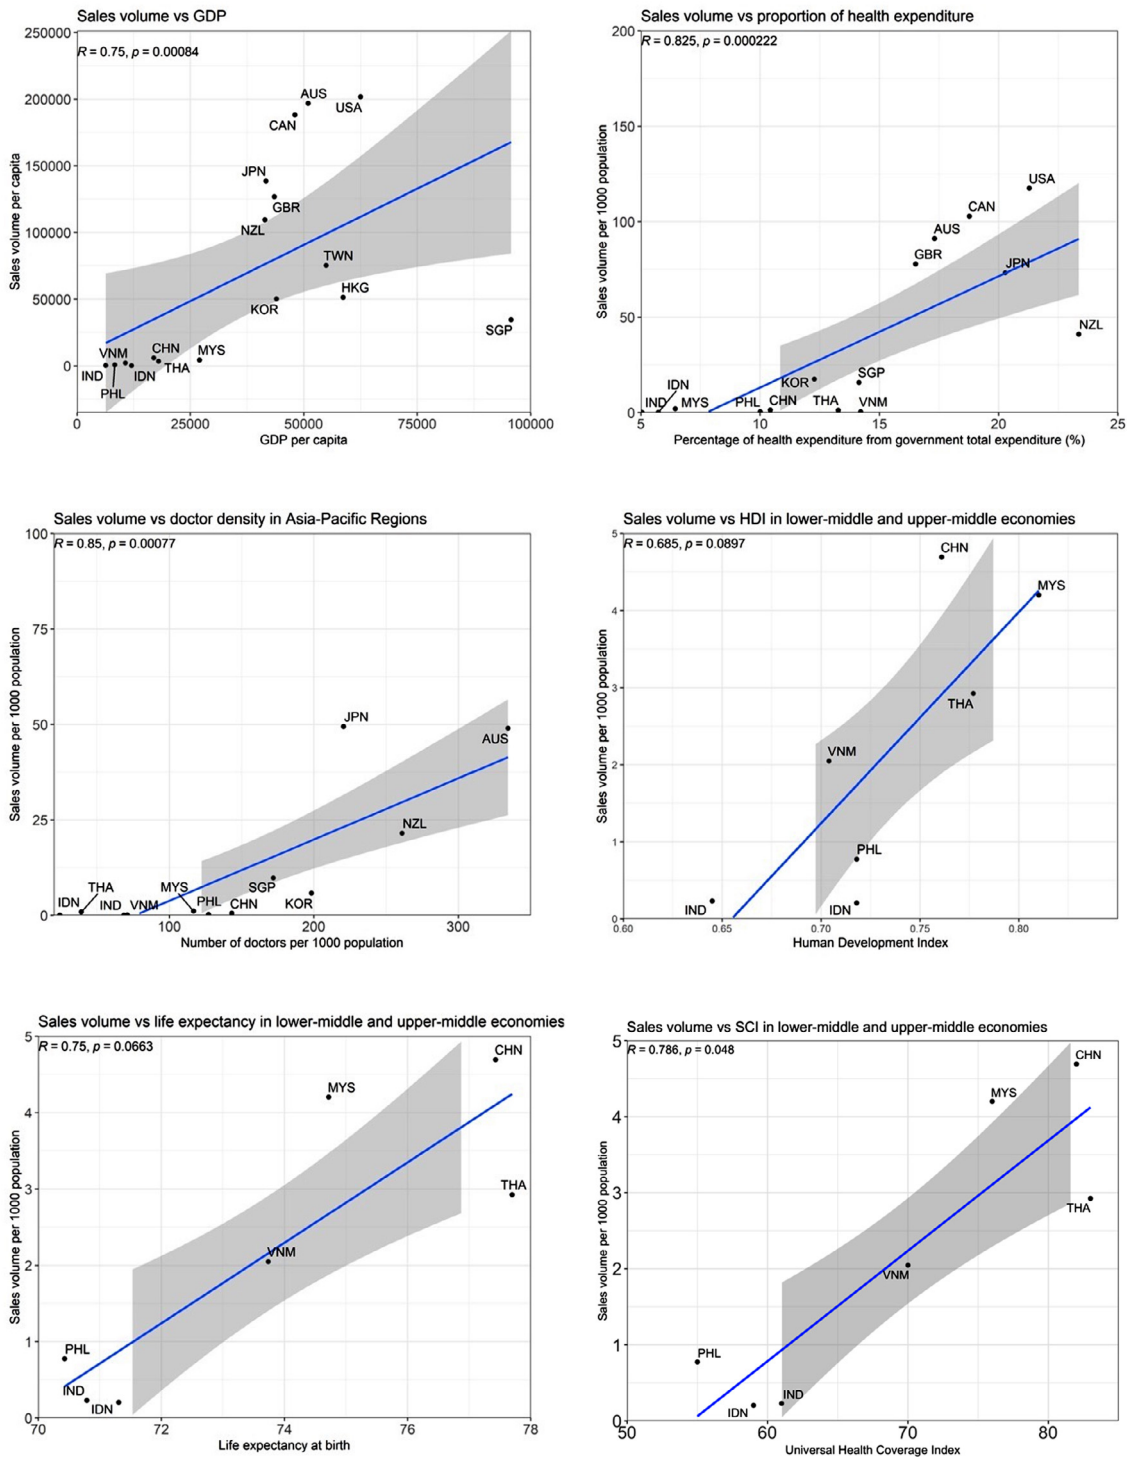 Sales volume vs GDP
R = 0.75, p = 0.00084
250000
200000
150000
100000
50000
0
Sales volume per capita
AUS
USA
CAN
JPN
GBR
NZL
TWN
HKG
KOR
SGP
VNM
CHN
MYS
IND
IDN
THA
PHL
0
25000
50000
75000
100000
GDP per capita
Sales volume vs proportion of health expenditure
R = 0.825, p = 0.000222
200
150
100
50
0
Sales volume per 1000 population
USA
CAN
AUS
GBR
JPN
NZL
SGP
KOR
IDN
IND
MYS
PHL
CHN
THA
VNM
5
10
15
20
25
Percentage of health expenditure from government total expenditure (%)
Sales volume vs doctor density in Asia-Pacific Regions
R = 0.85, p = 0.00077
100
75
50
25
0
Sales volume per 1000 population
JPN
AUS
NZL
SGP
THA
MYS
IDN
IND
VNM
PHL
CHN
KOR
100
200
300
Number of doctors per 1000 population
Sales volume vs HDI in lower-middle and upper-middle economies
R = 0.685, p = 0.0897
5
4
3
2
1
0
Sales volume per 1000 population
CHN
MYS
THA
VNM
PHL
IND
IDN
0.60
0.65
0.70
0.75
0.80
Human Development Index
Sales volume vs life expectancy in lower-middle and upper-middle economies
R = 0.75, p = 0.0663
5
4
3
2
1
0
Sales volume per 1000 population
CHN
MYS
THA
VNM
PHL
IND
IDN
70
72
74
76
78
Life expectancy at birth
Sales volume vs SCI in lower-middle and upper-middle economies
R = 0.786, p = 0.048
5
4
3
2
1
0
Sales volume per 1000 population
CHN
MYS
THA
VNM
PHL
IND
IDN
50
60
70
80
Universal Health Coverage Index